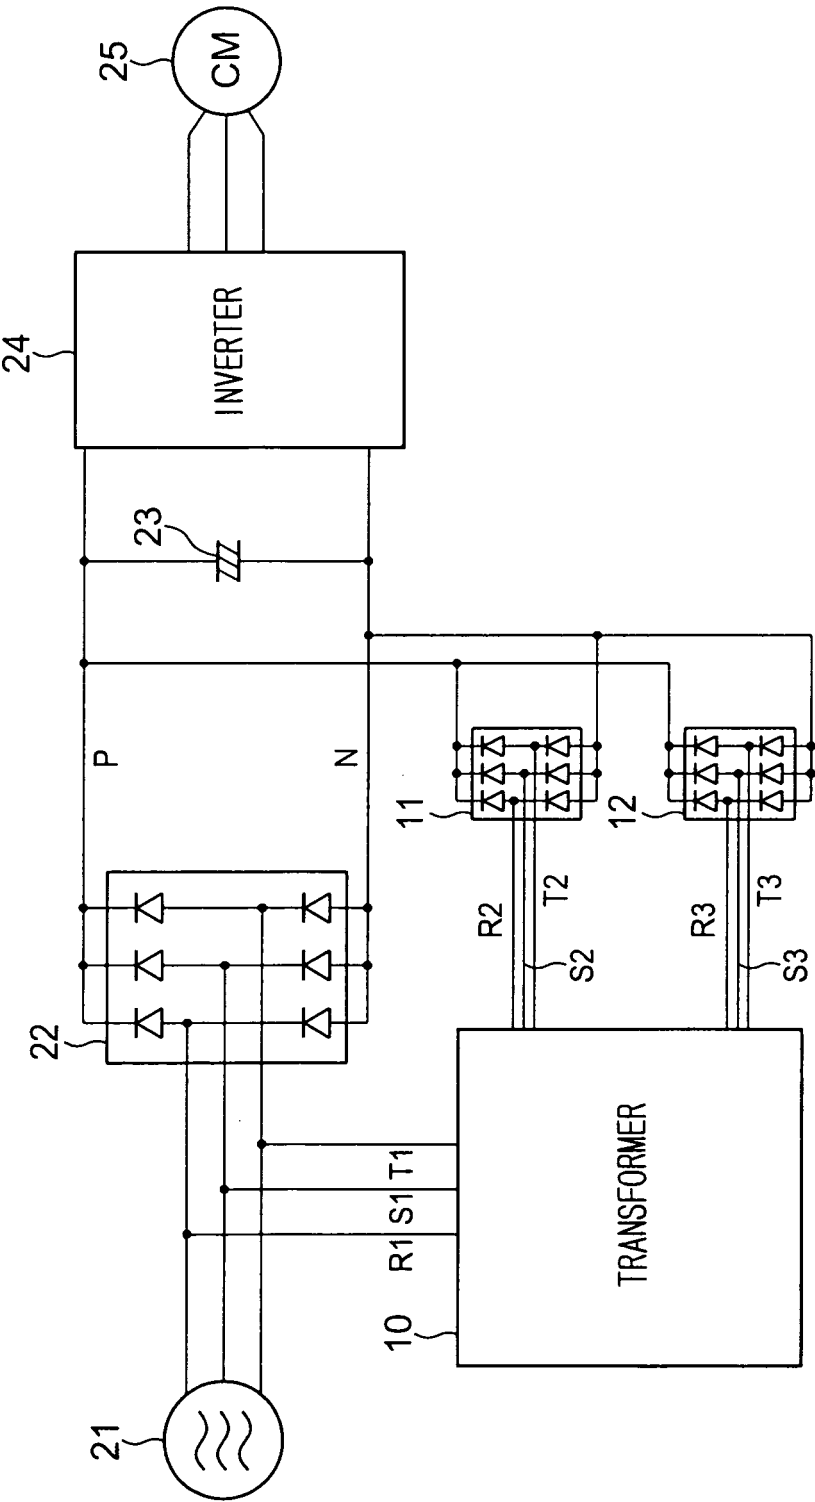 21
22
P
N
23
24
INVERTER
25
CM
10
R1
S1
T1
TRANSFORMER
R2
S2
T2
11
R3
S3
T3
12